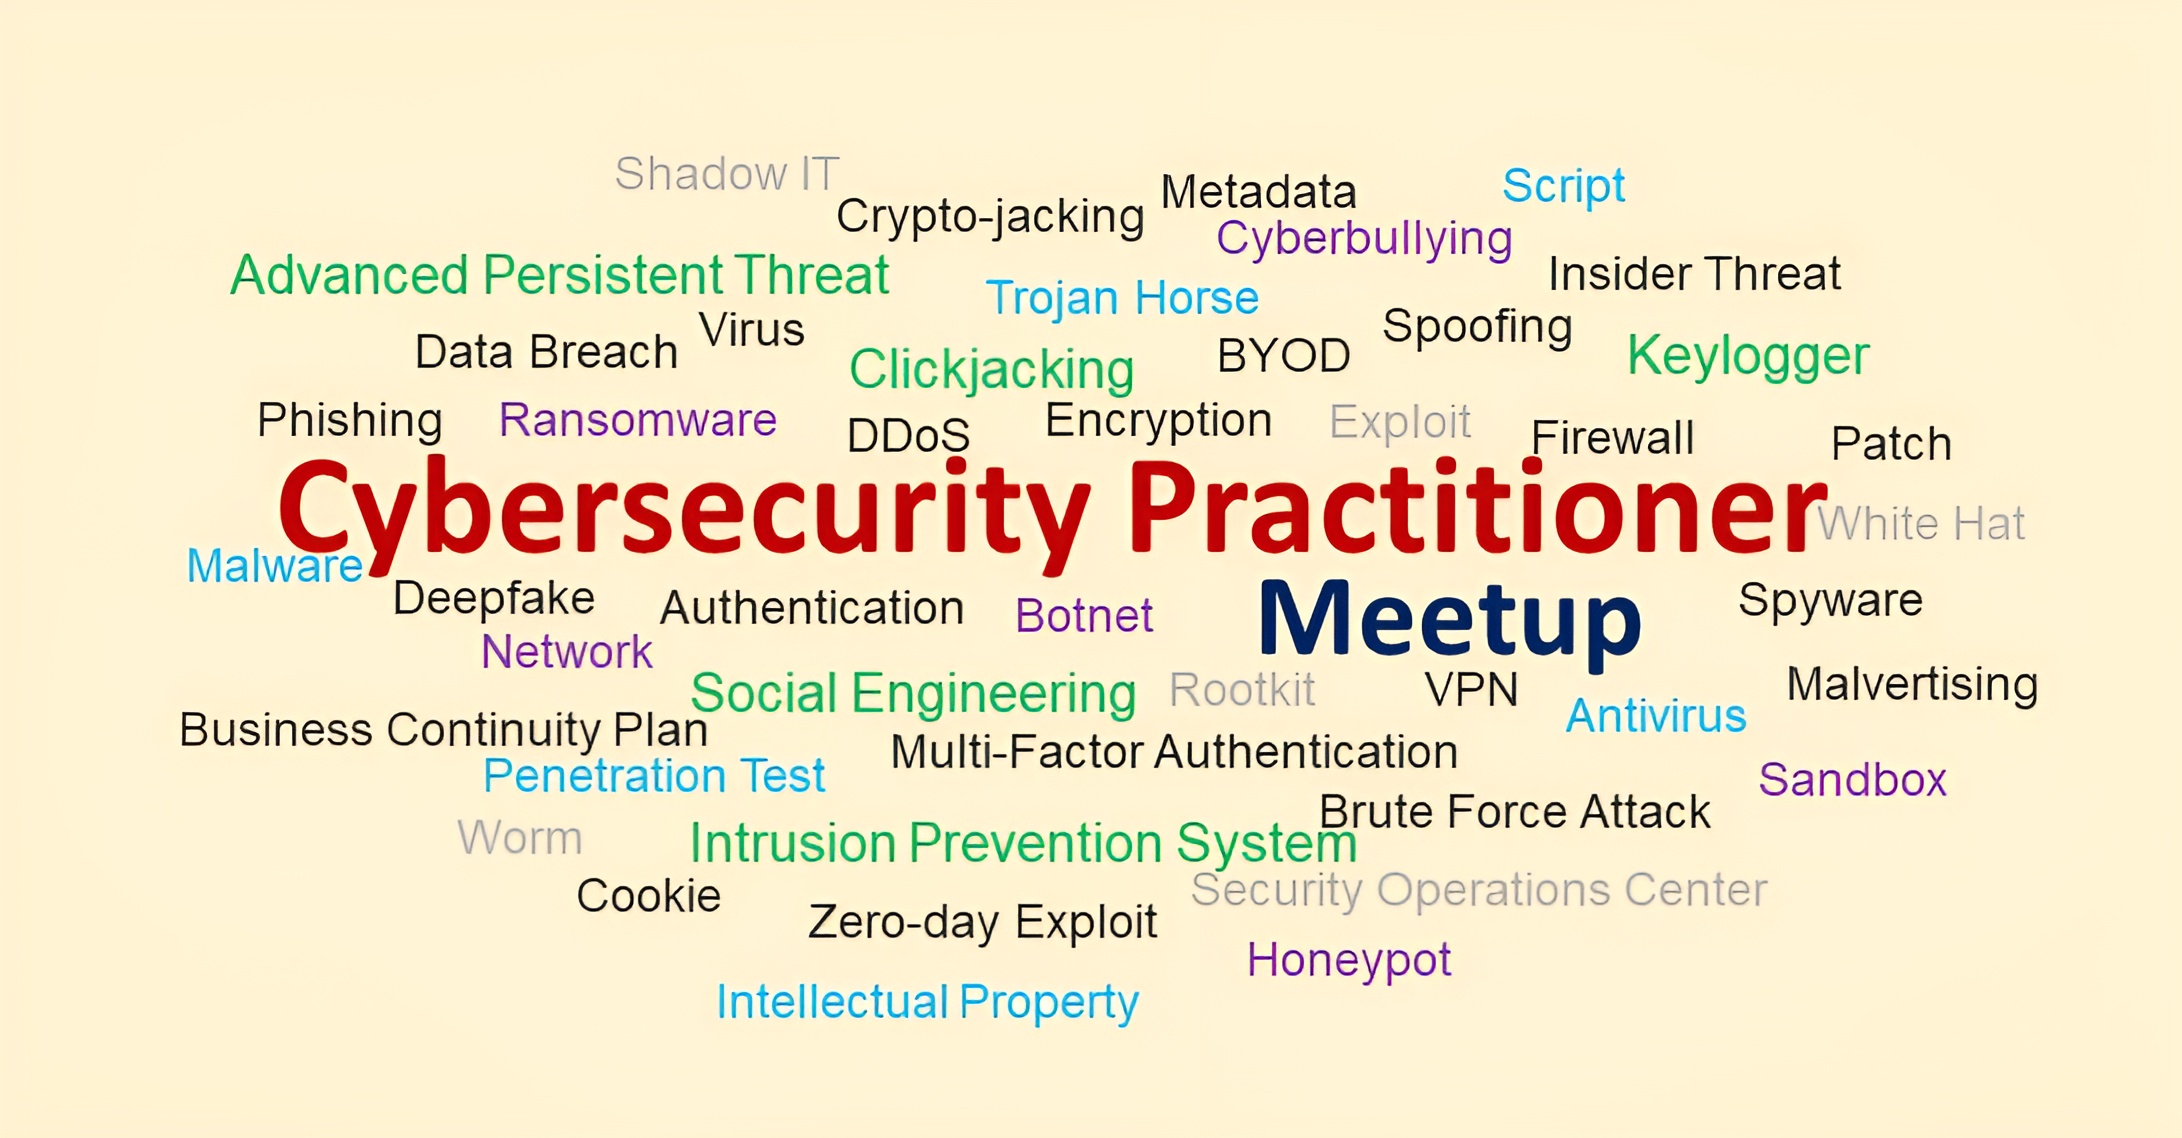 Shadow IT
Crypto-jacking
Metadata
Script
Cyberbullying
Advanced Persistent Threat
Trojan Horse
Insider Threat
Data Breach
Virus
Clickjacking
BYOD
Spoofing
Keylogger
Phishing
Ransomware
DDoS
Encryption
Exploit
Firewall
Patch
Cybersecurity Practitioner
White Hat
Malware
Deepfake
Authentication
Botnet
Meetup
Spyware
Network
Social Engineering
Rootkit
VPN
Antivirus
Malvertising
Business Continuity Plan
Penetration Test
Multi-Factor Authentication
Sandbox
Brute Force Attack
Worm
Intrusion Prevention System
Cookie
Zero-day Exploit
Security Operations Center
Honeypot
Intellectual Property